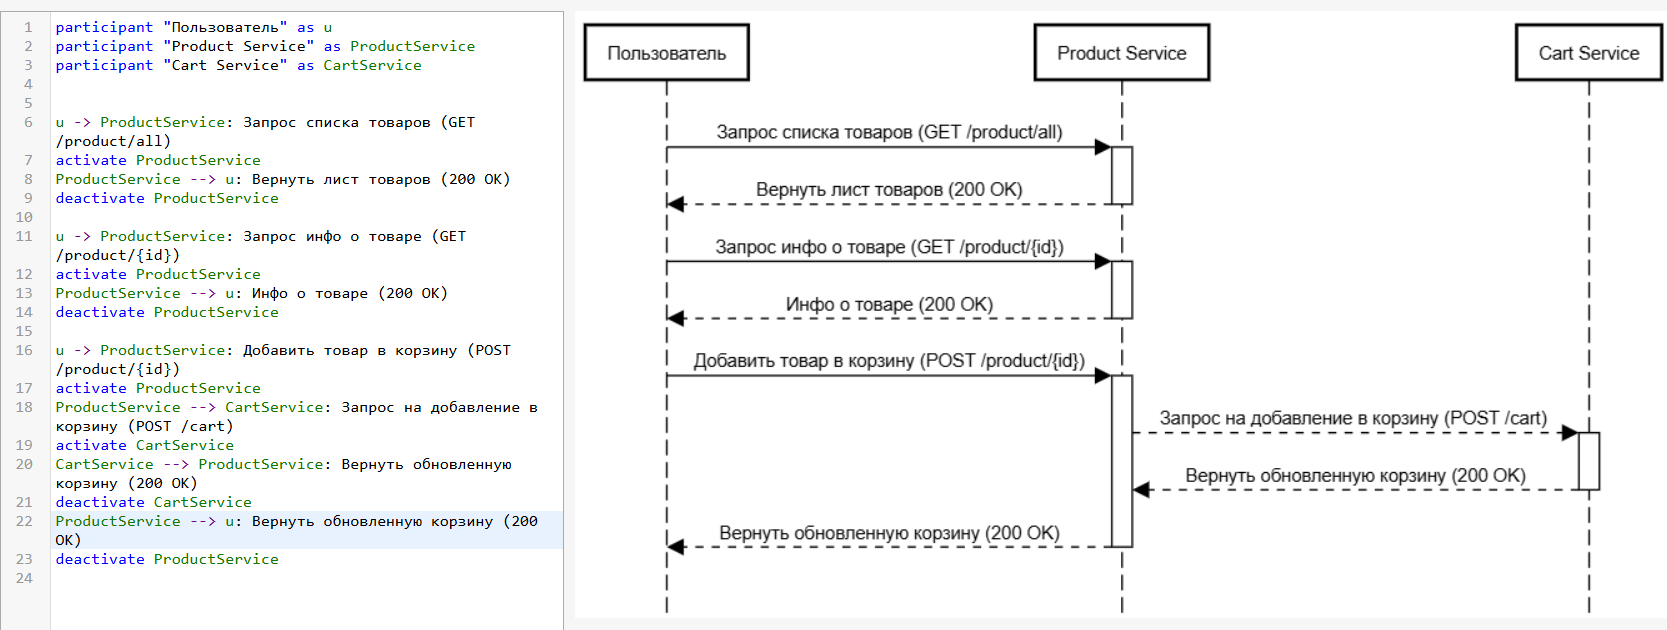 1 participant "Пользователь" as u
2 participant "Product Service" as ProductService
3 participant "Cart Service" as CartService
4
5
6 u -> ProductService: Запрос списка товаров (GET
/product/all)
7 activate ProductService
8 ProductService --> u: Вернуть лист товаров (200 OK)
9 deactivate ProductService
10
11 u -> ProductService: Запрос инфо о товаре (GET
/product/{id})
12 activate ProductService
13 ProductService --> u: Инфо о товаре (200 OK)
14 deactivate ProductService
15
16 u -> ProductService: Добавить товар в корзину (POST
/product/{id})
17 activate ProductService
18 ProductService --> CartService: Запрос на добавление в
корзину (POST /cart)
19 activate CartService
20 CartService --> ProductService: Вернуть обновленную
корзину (200 OK)
21 deactivate CartService
22 ProductService --> u: Вернуть обновленную корзину (200
OK)
23 deactivate ProductService
24
Пользователь
Product Service
Cart Service
Запрос списка товаров (GET /product/all)
Вернуть лист товаров (200 OK)
Запрос инфо о товаре (GET /product/{id})
Инфо о товаре (200 OK)
Добавить товар в корзину (POST /product/{id})
Запрос на добавление в корзину (POST /cart)
Вернуть обновленную корзину (200 OK)
Вернуть обновленную корзину (200 OK)